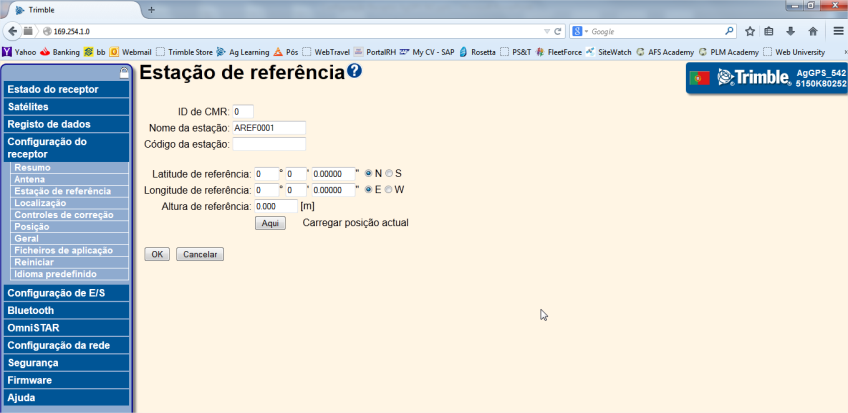 Trimble
169.254.1.0
Google
Yahoo Banking bb Webmail Trimble Store Ag Learning Pós WebTravel PortalRH My CV - SAP Rosetta PS&T FleetForce SiteWatch AFS Academy PLM Academy Web University
Estação de referência
Trimble AgGPS_542
5150K80252
Estado do receptor
Satélites
Registo de dados
Configuração do
receptor
Resumo
Antena
Estação de referência
Localização
Controles de correção
Posição
Geral
Ficheiros de aplicação
Reiniciar
Idioma predefinido
Configuração de E/S
Bluetooth
OmniSTAR
Configuração da rede
Segurança
Firmware
Ajuda
ID de CMR: 0
Nome da estação: AREF0001
Código da estação:
Latitude de referência: 0 ° 0 ' 0.00000 " N S
Longitude de referência: 0 ° 0 ' 0.00000 " E W
Altura de referência: 0.000 [m]
Aqui Carregar posição actual
OK Cancelar